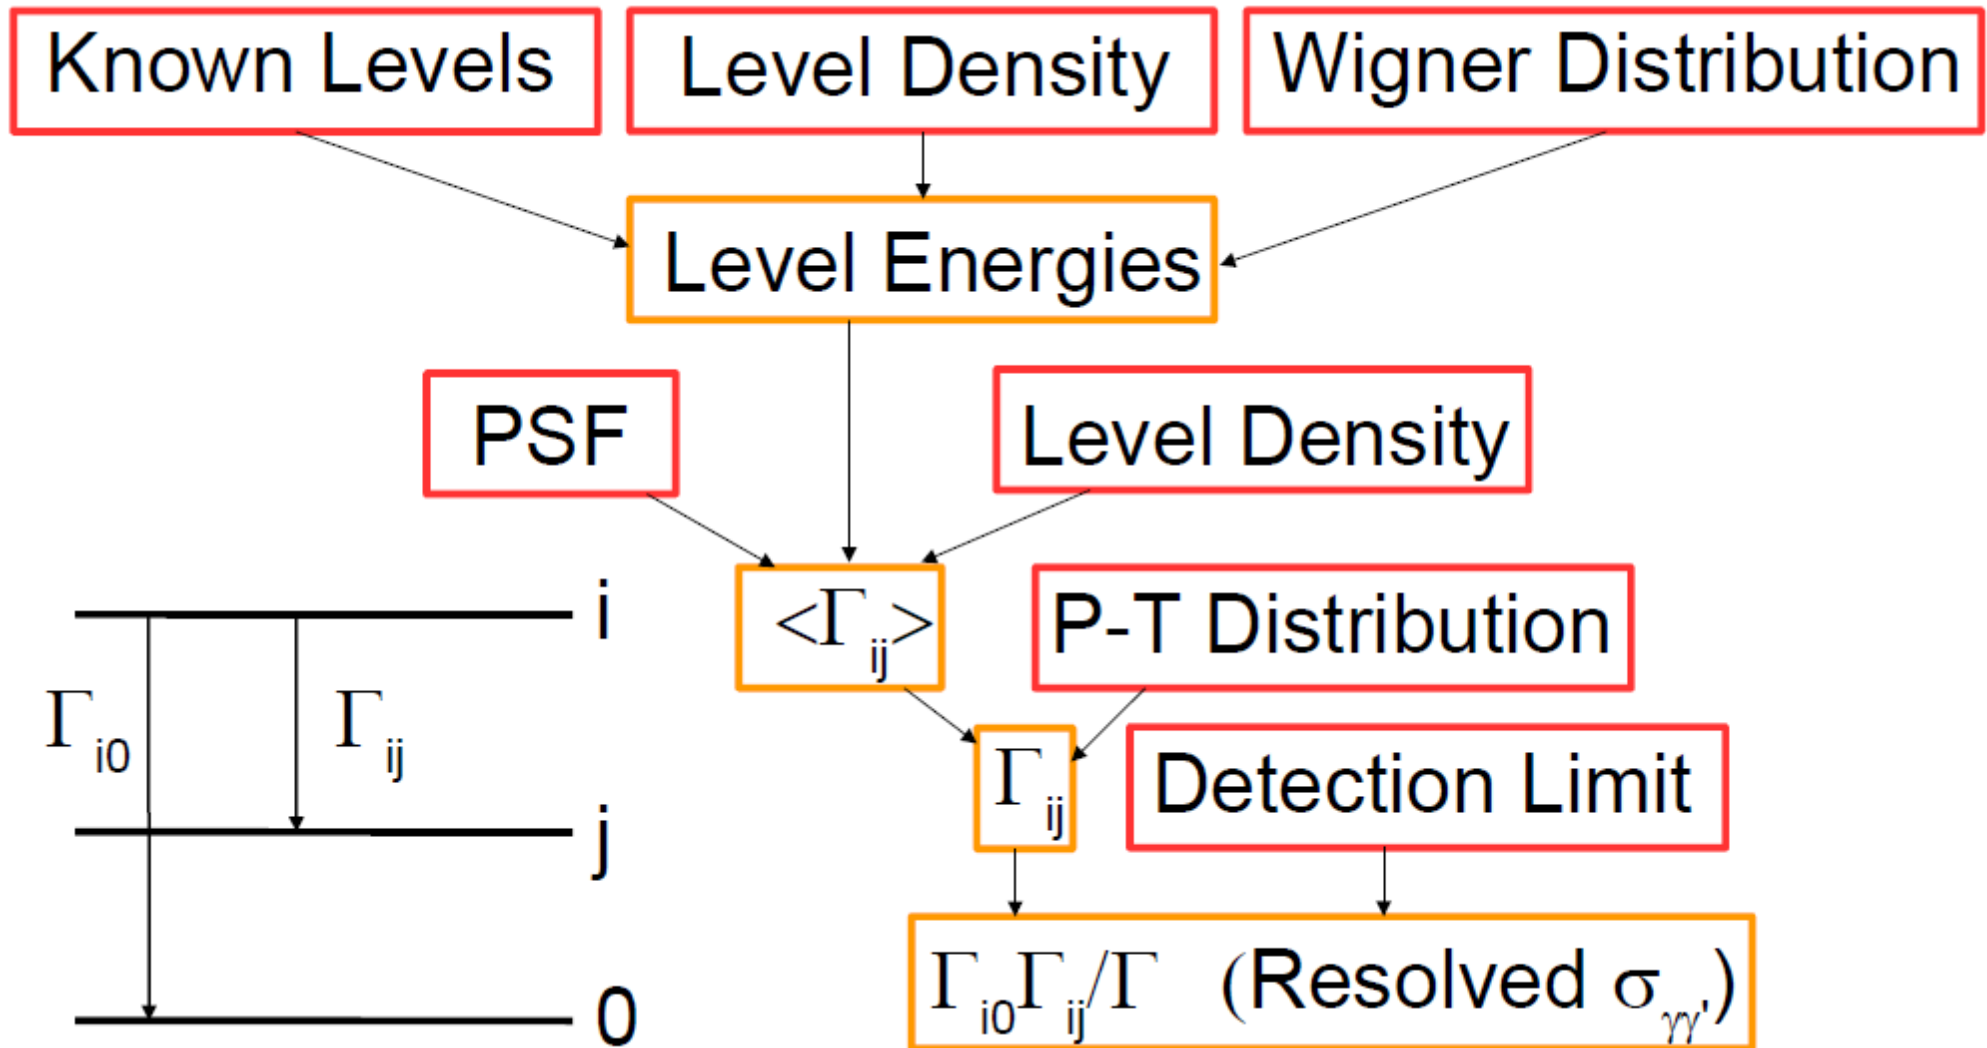 Known Levels
Level Density
Wigner Distribution
Level Energies
PSF
Level Density
i
<Γij>
P-T Distribution
Γi0
Γij
Γij
Detection Limit
j
Γi0Γij/Γ (Resolved σγγ')
0